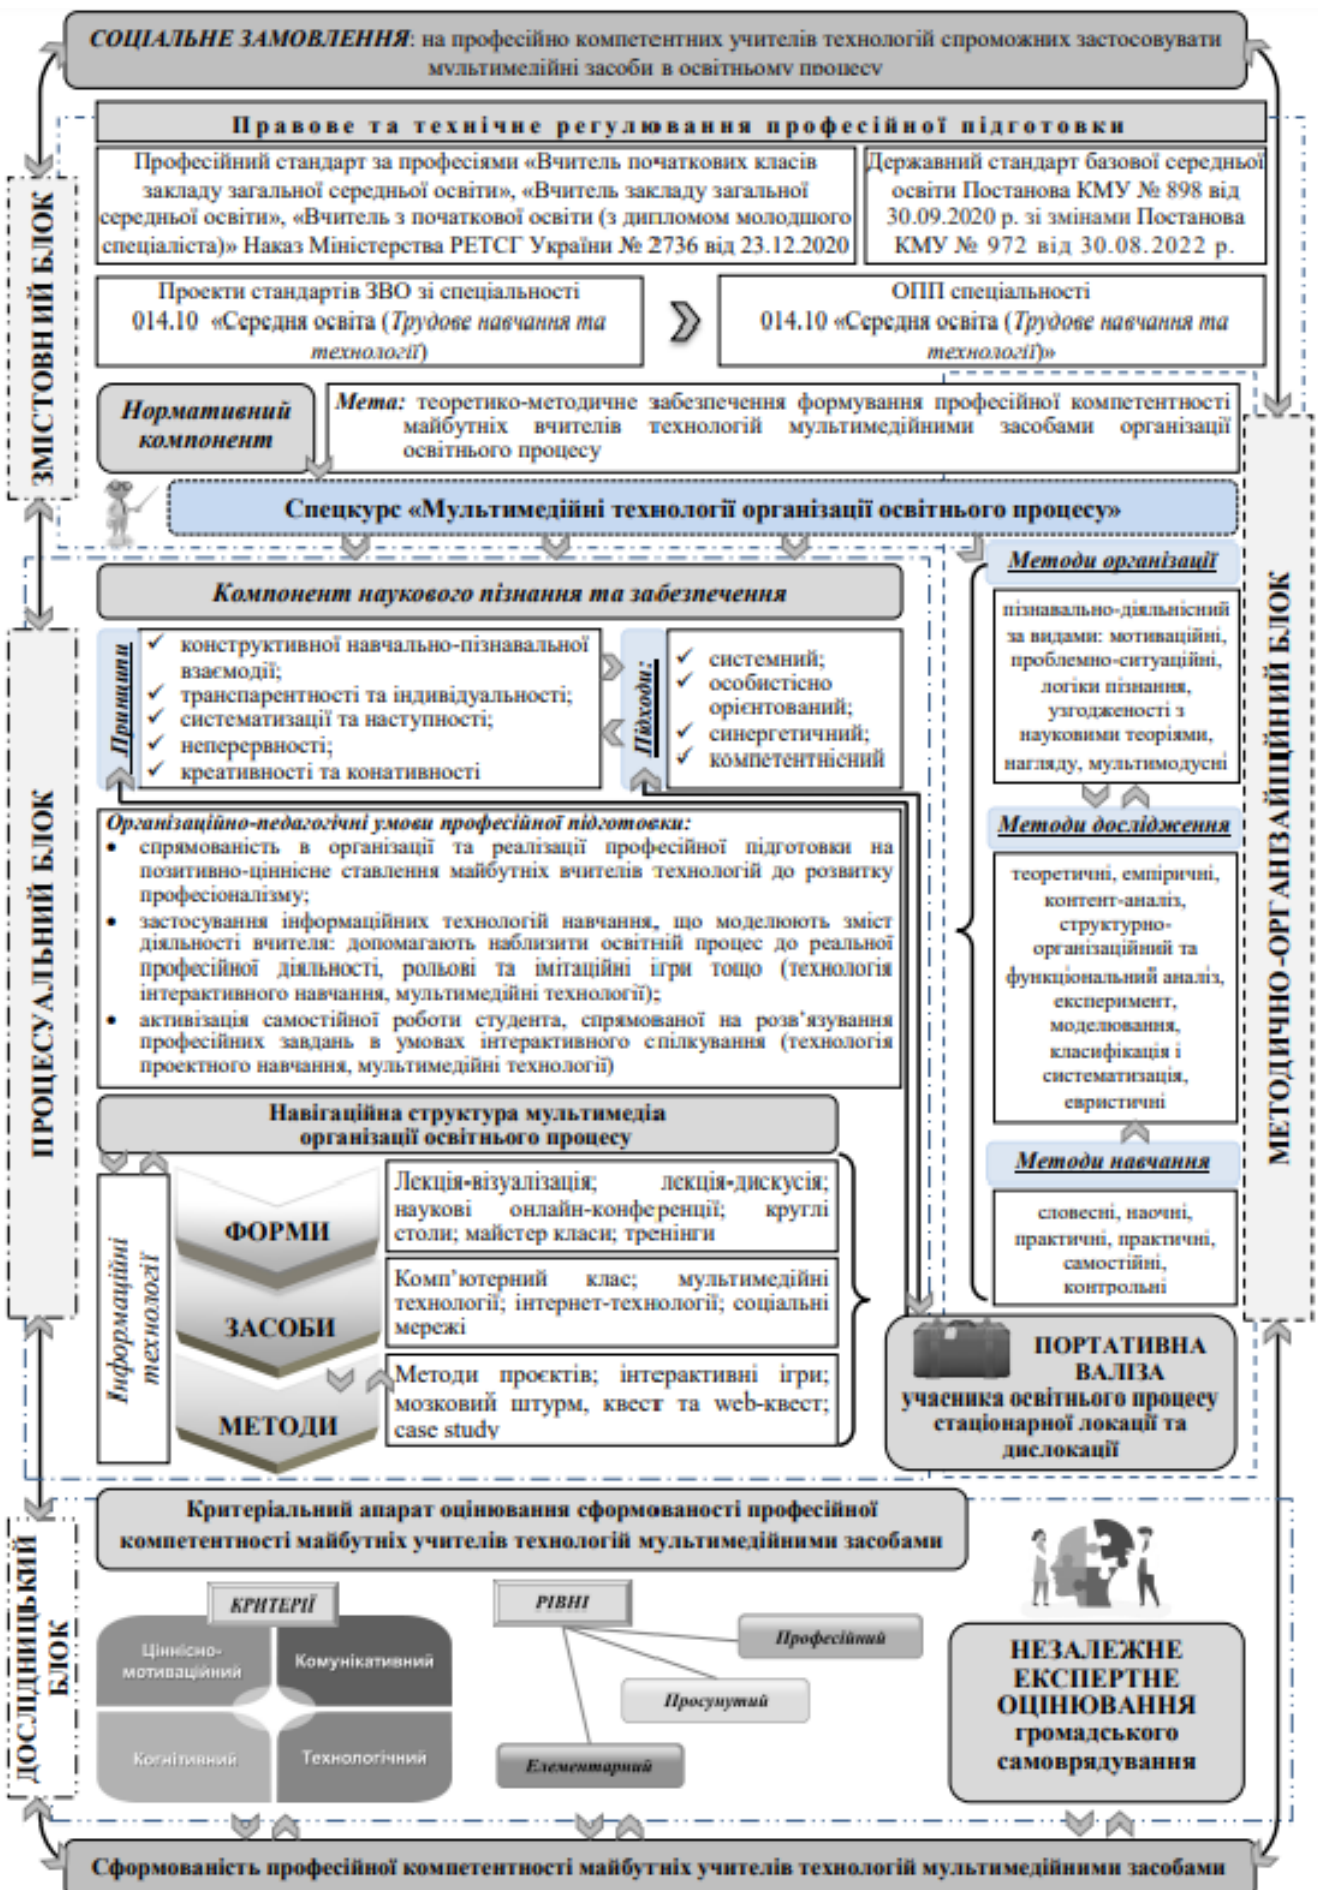 СОЦІАЛЬНЕ ЗАМОВЛЕННЯ: на професійно компетентних учителів технологій спроможних застосовувати
мультимедійні засоби в освітньому процесу
ЗМІСТОВНИЙ БЛОК
Правове та технічне регулювання професійної підготовки
Професійний стандарт за професіями «Вчитель початкових класів
закладу загальної середньої освіти», «Вчитель закладу загальної
середньої освіти», «Вчитель з початкової освіти (з дипломом молодшого
спеціаліста)» Наказ Міністерства РЕТСГ України № 2736 від 23.12.2020
Державний стандарт базової середньої
освіти Постанова КМУ № 898 від
30.09.2020 р. зі змінами Постанова
КМУ № 972 від 30.08.2022 р.
Проекти стандартів ЗВО зі спеціальності
014.10 «Середня освіта (Трудове навчання та
технології)
ОПП спеціальності
014.10 «Середня освіта (Трудове навчання та
технології)»
Нормативний
компонент
Мета: теоретико-методичне забезпечення формування професійної компетентності
майбутніх вчителів технологій мультимедійними засобами організації
освітнього процесу
Спецкурс «Мультимедійні технології організації освітнього процесу»
ПРОЦЕСУАЛЬНИЙ БЛОК
Компонент наукового пізнання та забезпечення
Принципи
конструктивної навчально-пізнавальної
взаємодії;
транспарентності та індивідуальності;
систематизації та наступності;
неперервності;
креативності та конативності
Підходи:
системний;
особистісно
орієнтований;
синергетичний;
компетентнісний
Організаційно-педагогічні умови професійної підготовки:
• спрямованість в організації та реалізації професійної підготовки на
позитивно-ціннісне ставлення майбутніх вчителів технологій до розвитку
професіоналізму;
• застосування інформаційних технологій навчання, що моделюють зміст
діяльності вчителя: допомагають наблизити освітній процес до реальної
професійної діяльності, рольові та імітаційні ігри тощо (технологія
інтерактивного навчання, мультимедійні технології);
• активізація самостійної роботи студента, спрямованої на розв’язування
професійних завдань в умовах інтерактивного спілкування (технологія
проектного навчання, мультимедійні технології)
Навігаційна структура мультимедіа
організації освітнього процесу
Інформаційні
технології
ФОРМИ
Лекція-візуалізація; лекція-дискусія;
наукові онлайн-конференції; круглі
столи; майстер класи; тренінги
ЗАСОБИ
Комп’ютерний клас; мультимедійні
технології; інтернет-технології; соціальні
мережі
МЕТОДИ
Методи проєктів; інтерактивні ігри;
мозковий штурм, квест та web-квест;
case study
МЕТОДИЧНО-ОРГАНІЗАЙЦІЙНИЙ БЛОК
Методи організації
пізнавально-діяльнісний
за видами: мотиваційні,
проблемно-ситуаційні,
логіки пізнання,
узгодженості з
науковими теоріями,
нагляду, мультимодусні
Методи дослідження
теоретичні, емпіричні,
контент-аналіз,
структурно-
організаційний та
функціональний аналіз,
експеримент,
моделювання,
класифікація і
систематизація,
евристичні
Методи навчання
словесні, наочні,
практичні, практичні,
самостійні,
контрольні
ПОРТАТИВНА
ВАЛІЗА
учасника освітнього процесу
стаціонарної локації та
дислокації
ДОСЛІДНИЦЬКИЙ
БЛОК
Критеріальний апарат оцінювання сформованості професійної
компетентності майбутніх учителів технологій мультимедійними засобами
КРИТЕРІЇ
Ціннісно-
мотиваційний
Комунікативний
Когнітивний
Технологічний
РІВНІ
Професійний
Просунутий
Елементарний
НЕЗАЛЕЖНЕ
ЕКСПЕРТНЕ
ОЦІНЮВАННЯ
громадського
самоврядування
Сформованість професійної компетентності майбутніх учителів технологій мультимедійними засобами